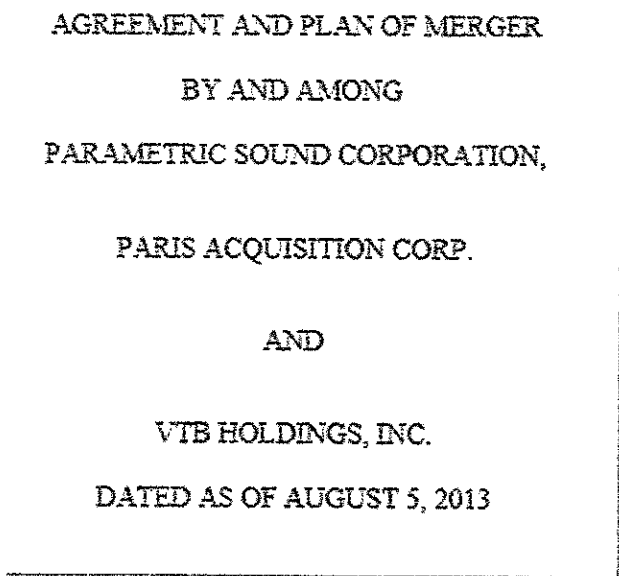 AGREEMENT AND PLAN OF MERGER
BY AND AMONG
PARAMETRIC SOUND CORPORATION,
PARIS ACQUISITION CORP.
AND
VTB HOLDINGS, INC.
DATED AS OF AUGUST 5, 2013